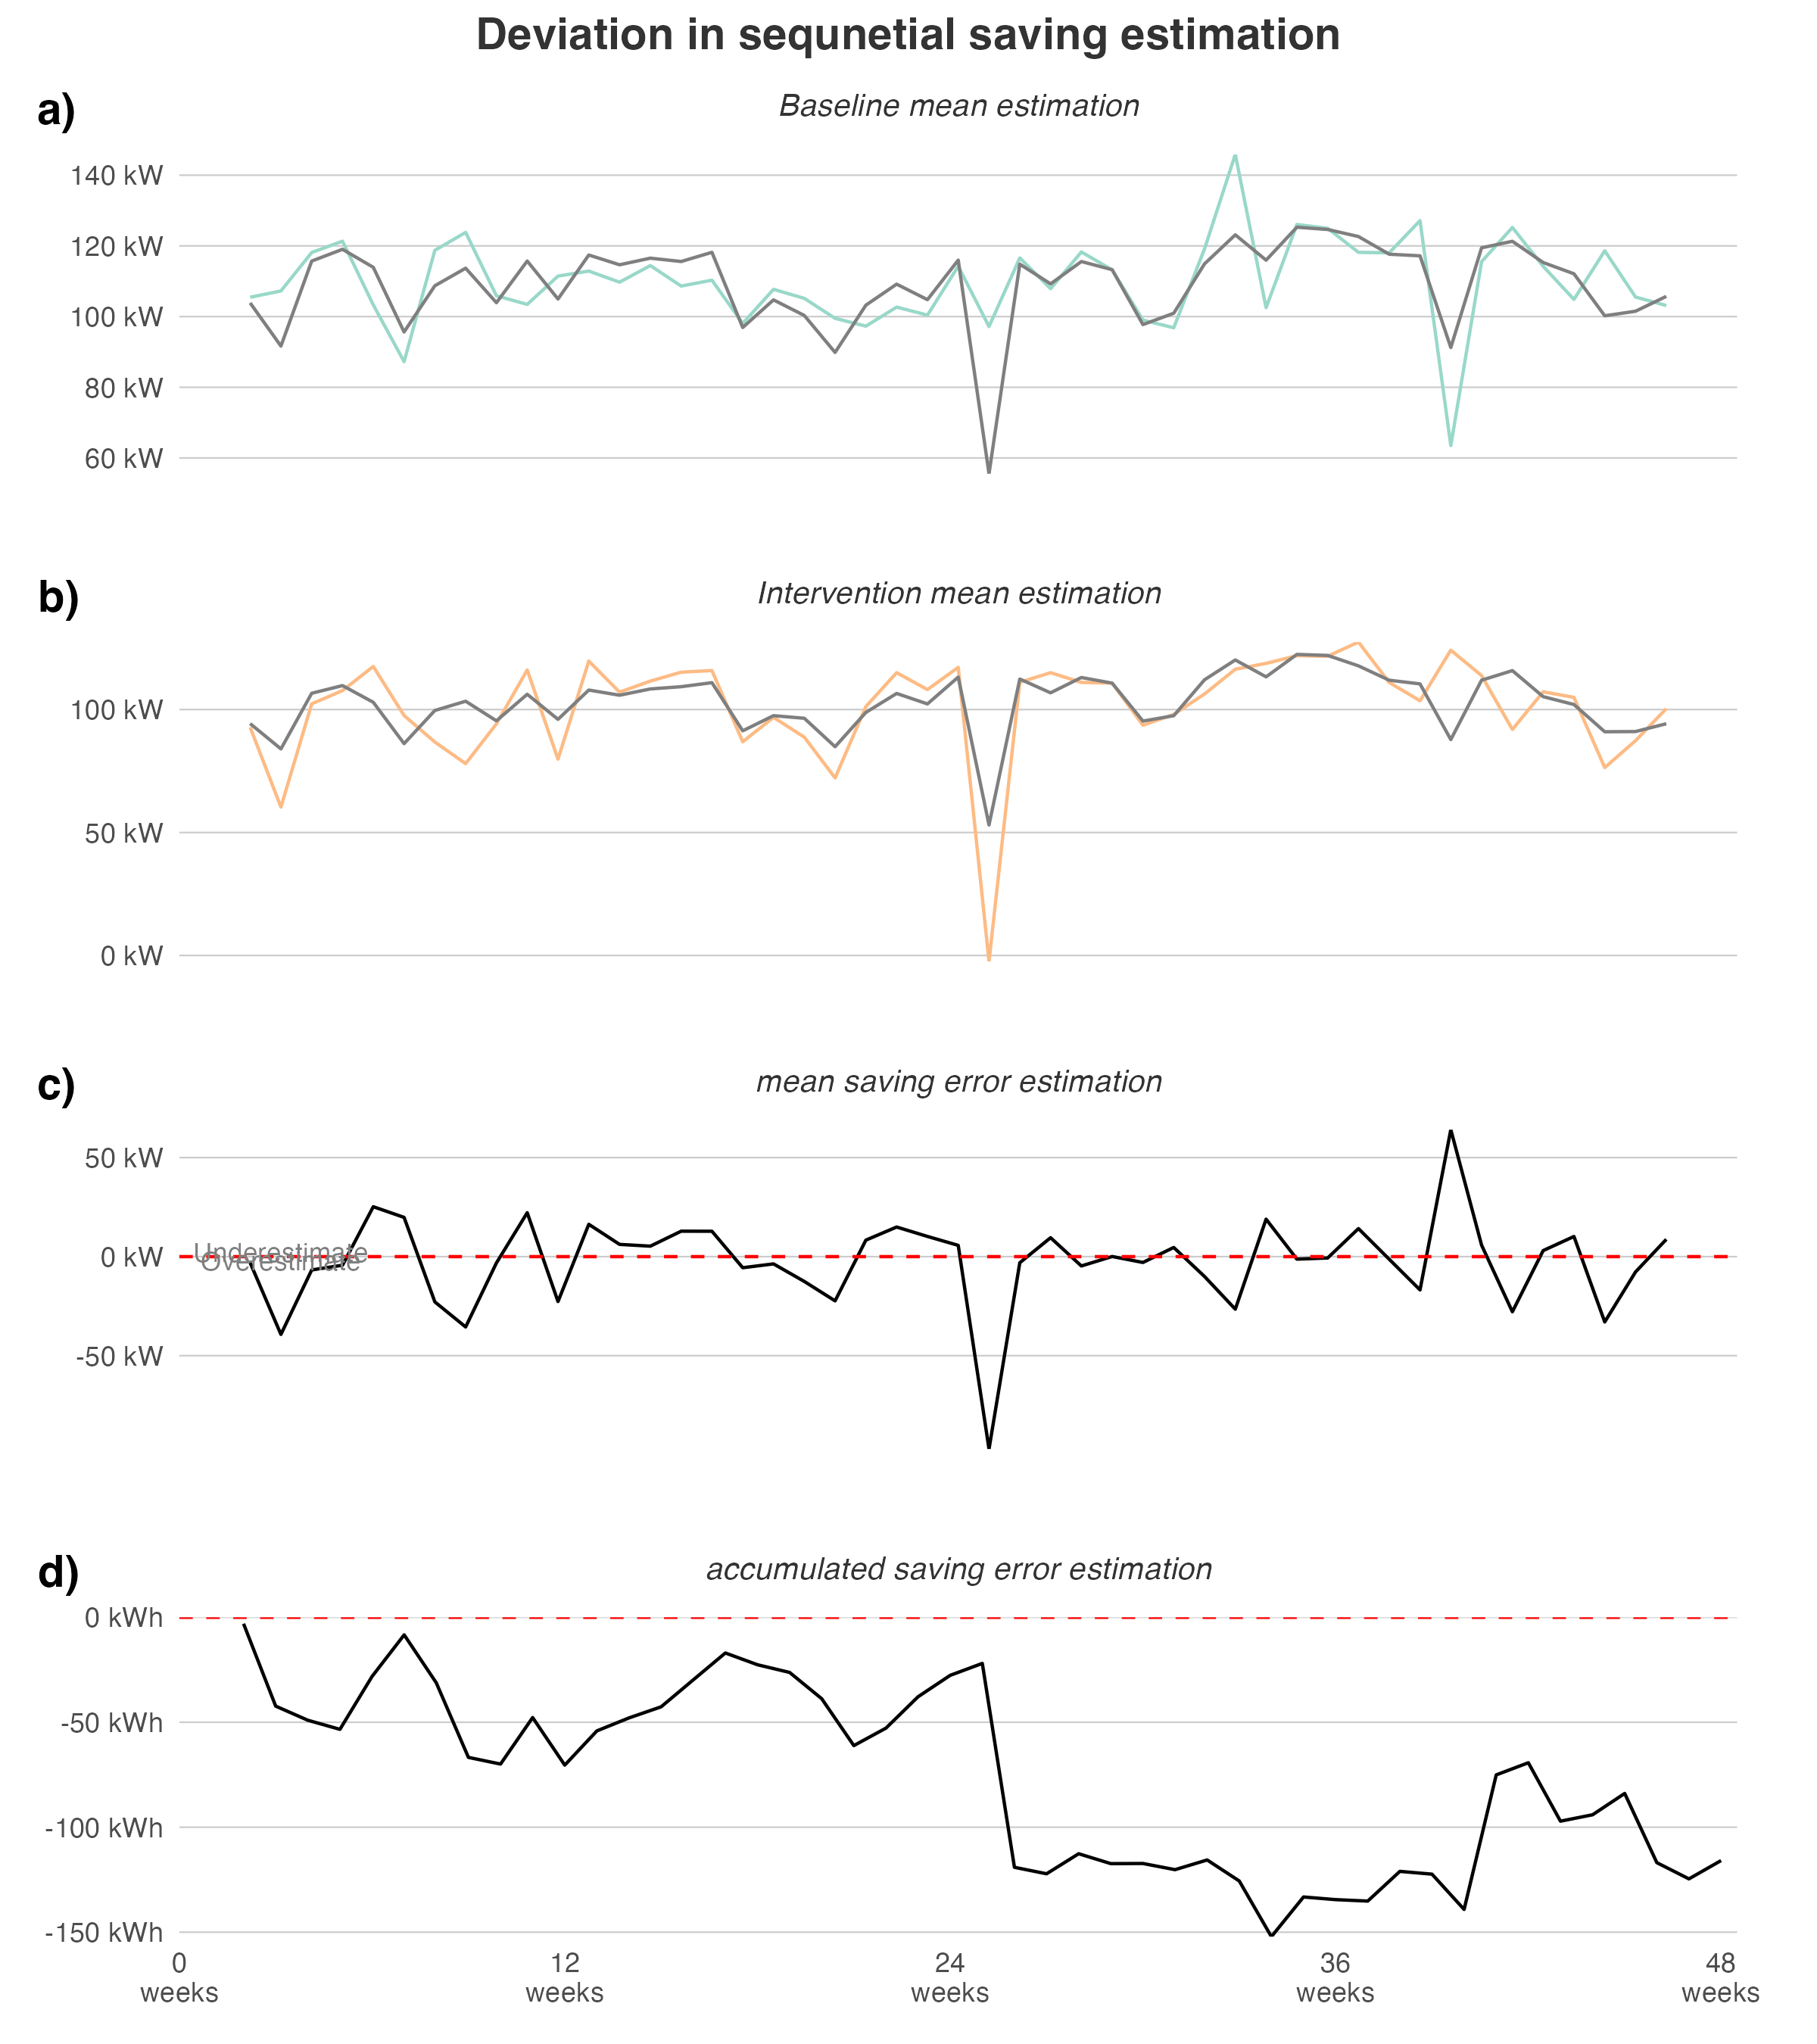 Deviation in sequnetial saving estimation
a)
Baseline mean estimation
140 kW
120 kW
100 kW
80 kW
60 kW
b)
Intervention mean estimation
100 kW
50 kW
0 kW
c)
mean saving error estimation
50 kW
0 kW
Underestimate
Overestimate
-50 kW
d)
accumulated saving error estimation
0 kWh
-50 kWh
-100 kWh
-150 kWh
0 12 24 36 48
weeks weeks weeks weeks weeks